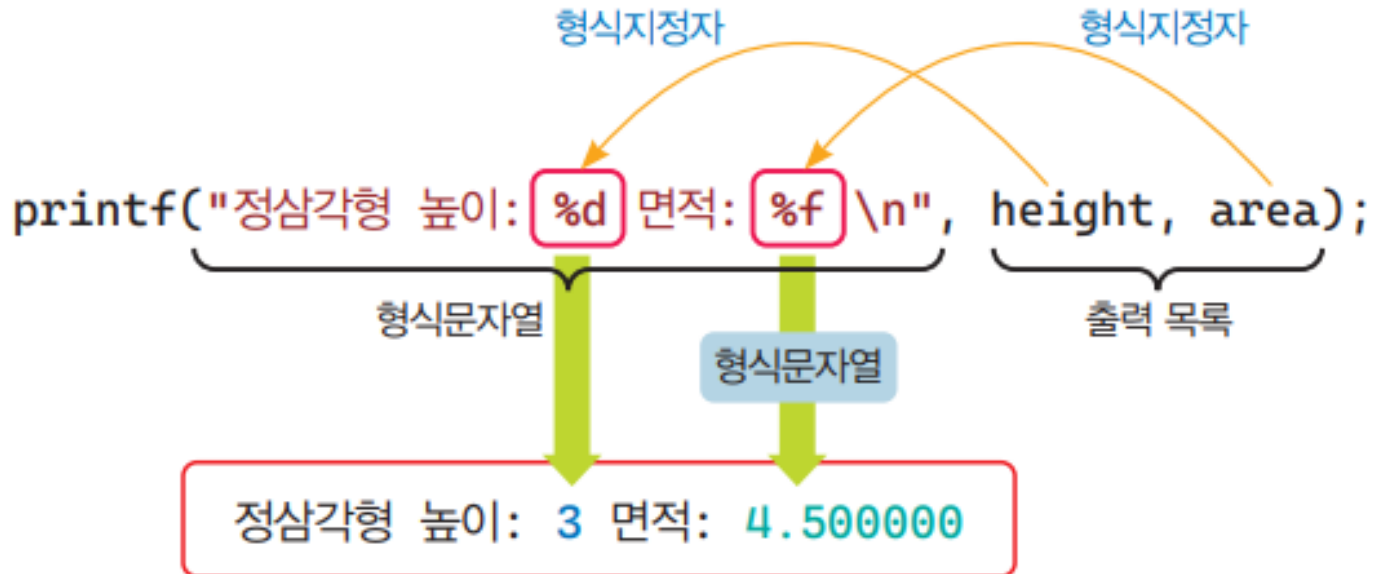 형식지정자 형식지정자
printf("정삼각형 높이: %d 면적: %f \n", height, area);
형식문자열 출력 목록
형식문자열
정삼각형 높이: 3 면적: 4.500000